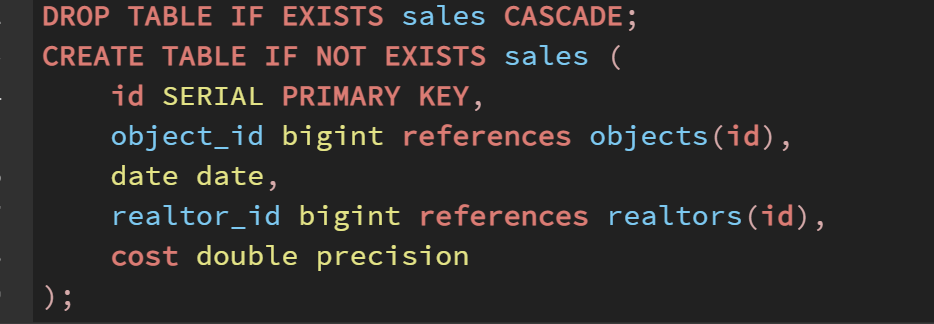 DROP TABLE IF EXISTS sales CASCADE;
CREATE TABLE IF NOT EXISTS sales (
    id SERIAL PRIMARY KEY,
    object_id bigint references objects(id),
    date date,
    realtor_id bigint references realtors(id),
    cost double precision
);